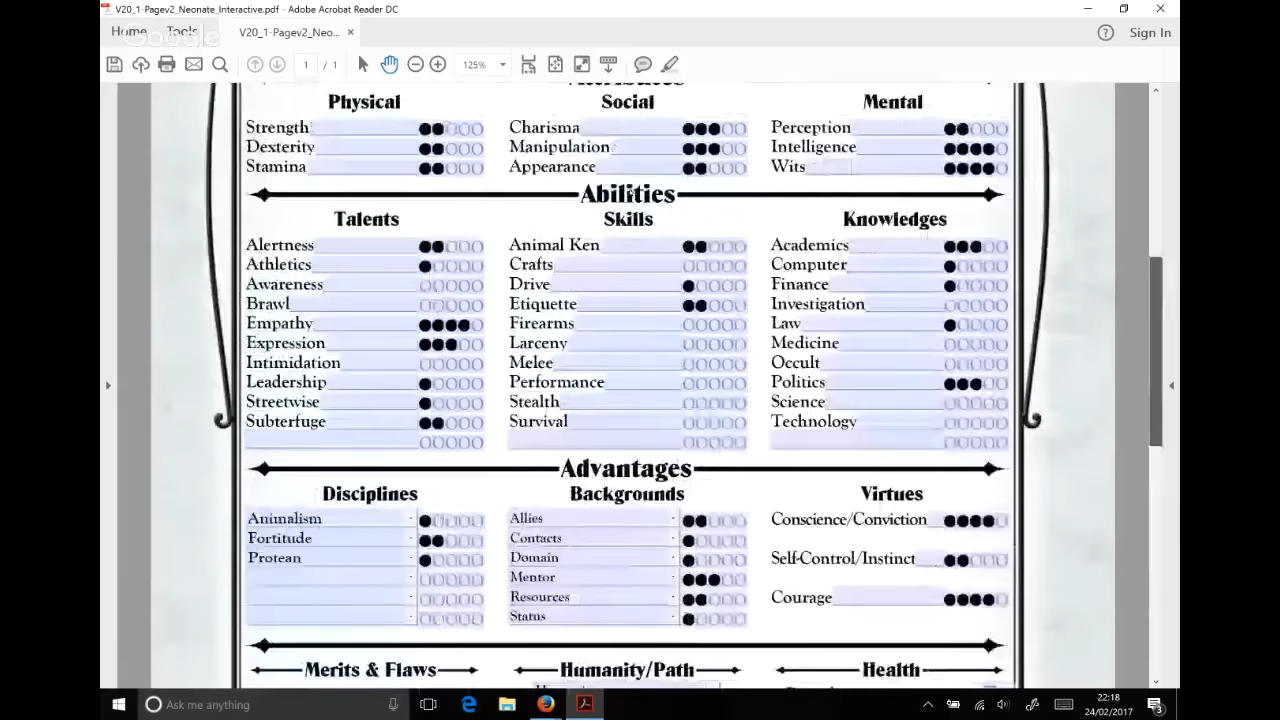 V20_1-Pagev2_Neonate_Interactive.pdf - Adobe Acrobat Reader DC
Home Tools V20_1-Pagev2_Neo... × Sign In
Google
1 / 1 125%
Physical Social Mental
Strength Charisma Perception
Dexterity Manipulation Intelligence
Stamina Appearance Wits
Abilities
Talents Skills Knowledges
Alertness Animal Ken Academics
Athletics Crafts Computer
Awareness Drive Finance
Brawl Etiquette Investigation
Empathy Firearms Law
Expression Larceny Medicine
Intimidation Melee Occult
Leadership Performance Politics
Streetwise Stealth Science
Subterfuge Survival Technology
Advantages
Disciplines Backgrounds Virtues
Animalism Allies Conscience/Conviction
Fortitude Contacts
Protean Domain Self-Control/Instinct
Mentor
Resources Courage
Status
Merits & Flaws Humanity/Path Health
Ask me anything 22:18
24/02/2017 3